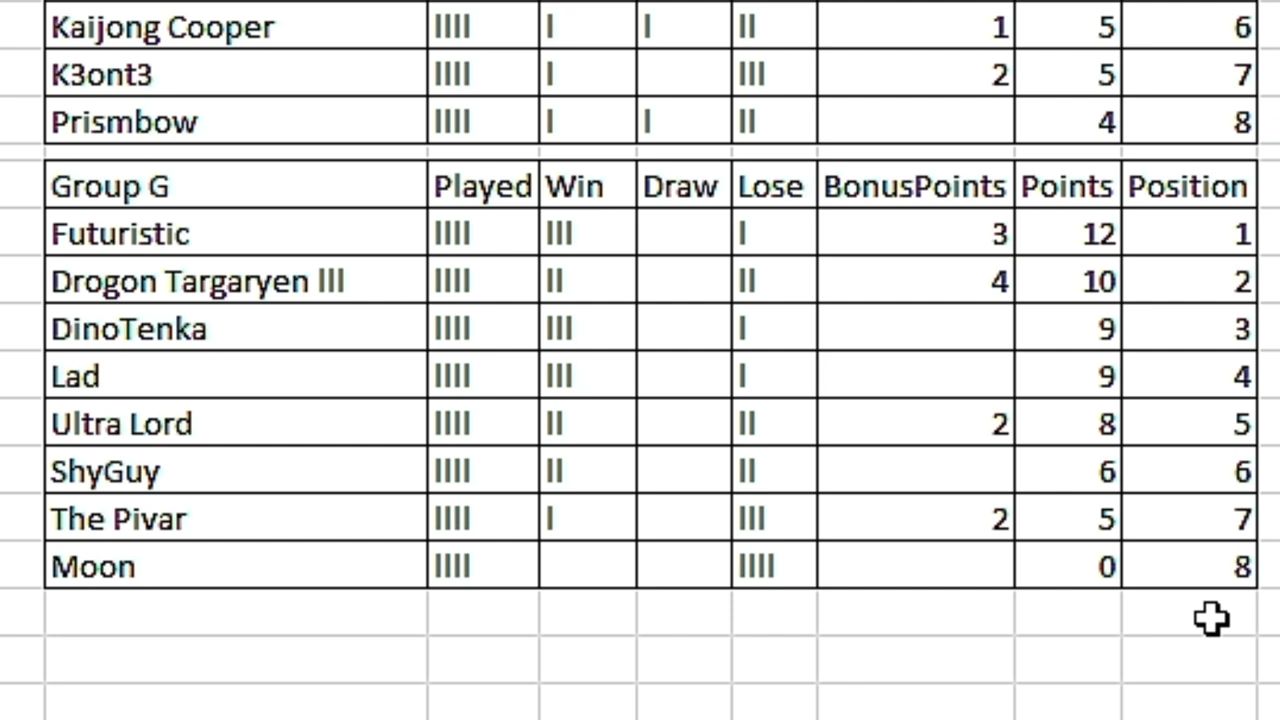 Kaijong Cooper IIII I I II 1 5 6
K3ont3 IIII I III 2 5 7
Prismbow IIII I I II 4 8
Group G Played Win Draw Lose BonusPoints Points Position
Futuristic IIII III I 3 12 1
Drogon Targaryen III IIII II II 4 10 2
DinoTenka IIII III I 9 3
Lad IIII III I 9 4
Ultra Lord IIII II II 2 8 5
ShyGuy IIII II II 6 6
The Pivar IIII I III 2 5 7
Moon IIII IIII 0 8